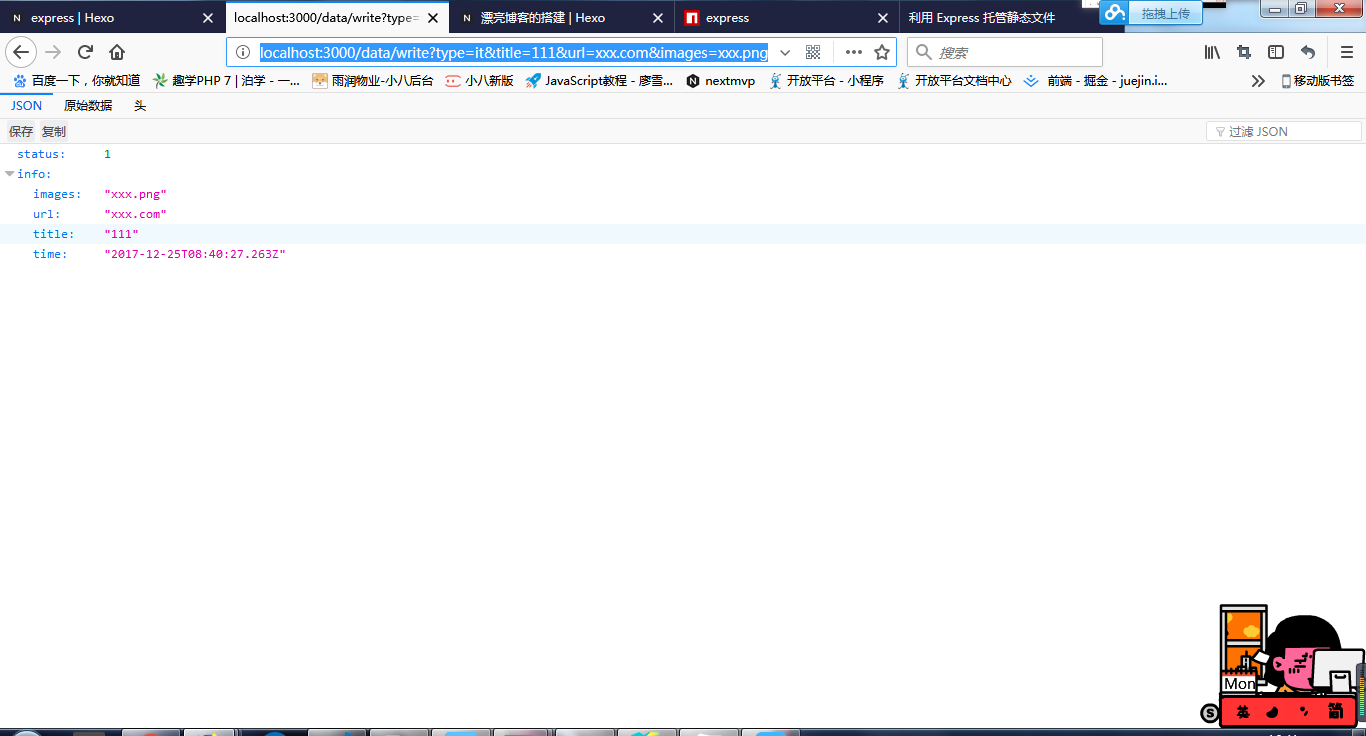 express | Hexo
localhost:3000/data/write?type=
漂亮博客的搭建 | Hexo
express
利用 Express 托管静态文件
拖拽上传
localhost:3000/data/write?type=it&title=111&url=xxx.com&images=xxx.png
搜索
百度一下，你就知道
趣学PHP 7 | 泊学 - 一...
雨润物业-小八后台
小八新版
JavaScript教程 - 廖雪...
nextmvp
开放平台 - 小程序
开放平台文档中心
前端 - 掘金 - juejin.i...
移动版书签
JSON
原始数据
头
保存
复制
过滤 JSON
status: 1
info:
images: "xxx.png"
url: "xxx.com"
title: "111"
time: "2017-12-25T08:40:27.263Z"
Mon
S
英
简